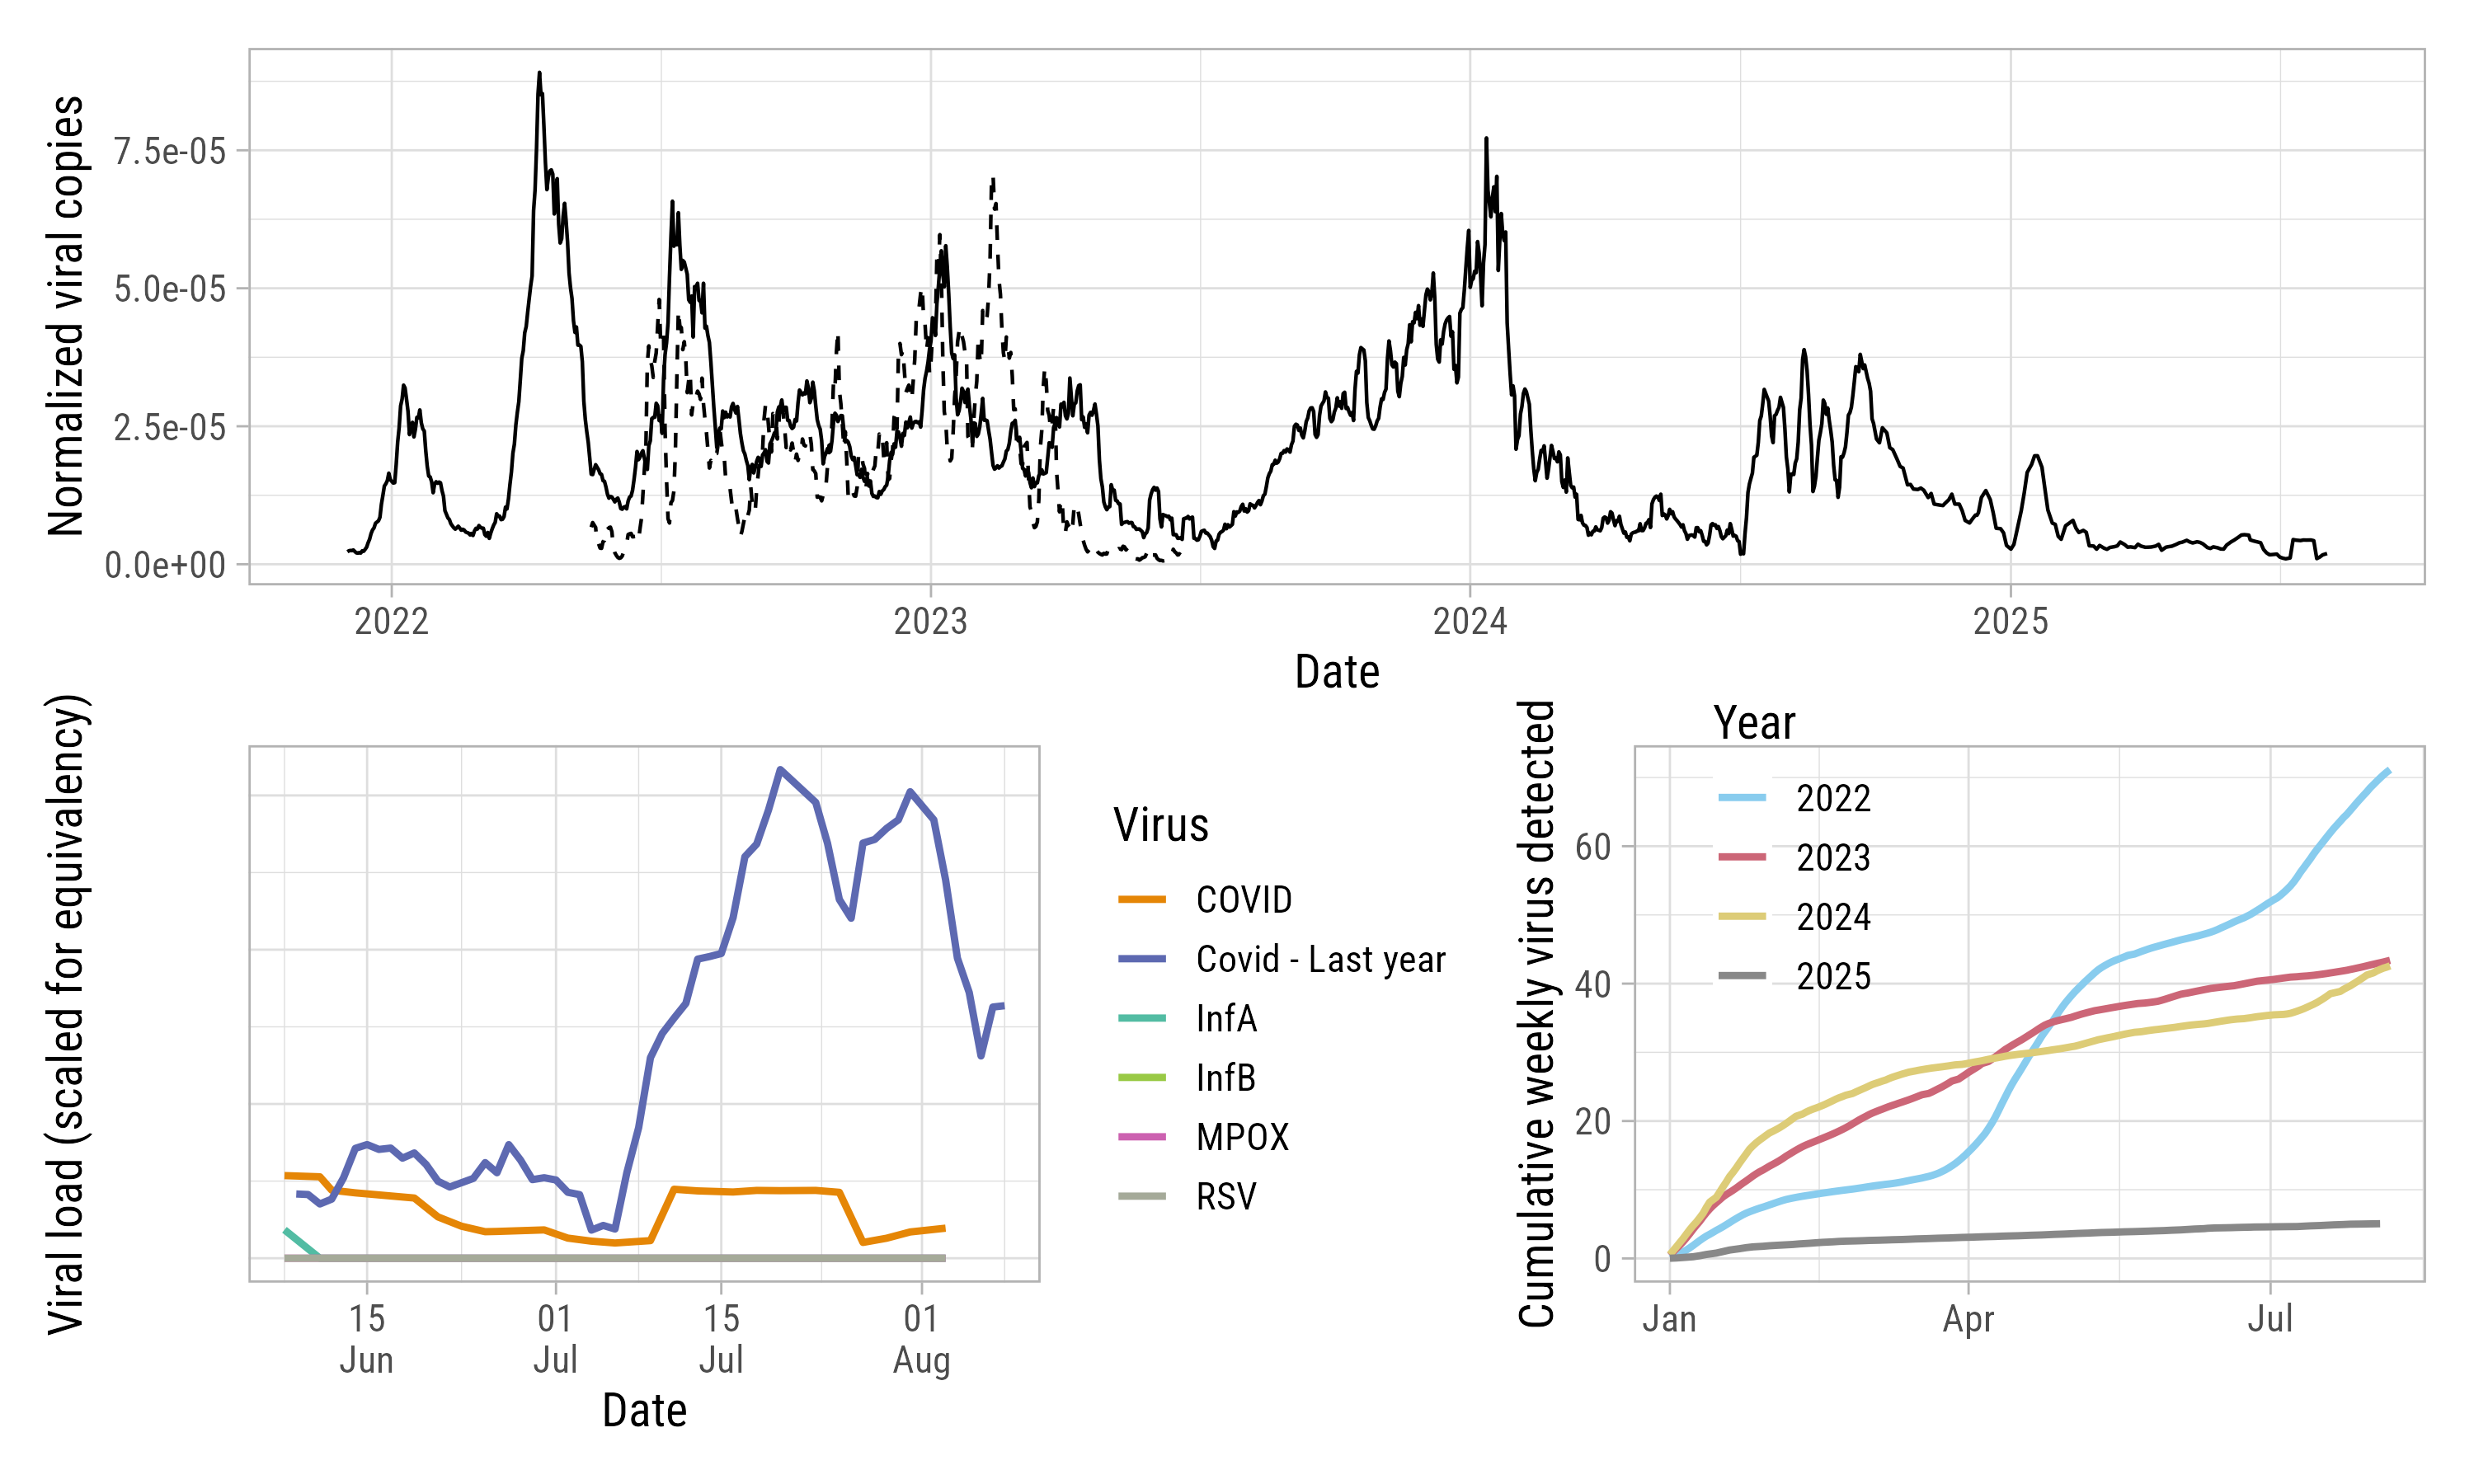 Normalized viral copies
7.5e-05
5.0e-05
2.5e-05
0.0e+00
2022
2023
2024
2025
Date
Viral load (scaled for equivalency)
15
Jun
01
Jul
15
Jul
01
Aug
Date
Virus
COVID
Covid - Last year
InfA
InfB
MPOX
RSV
Cumulative weekly virus detected
60
40
20
0
Jan
Apr
Jul
Year
2022
2023
2024
2025